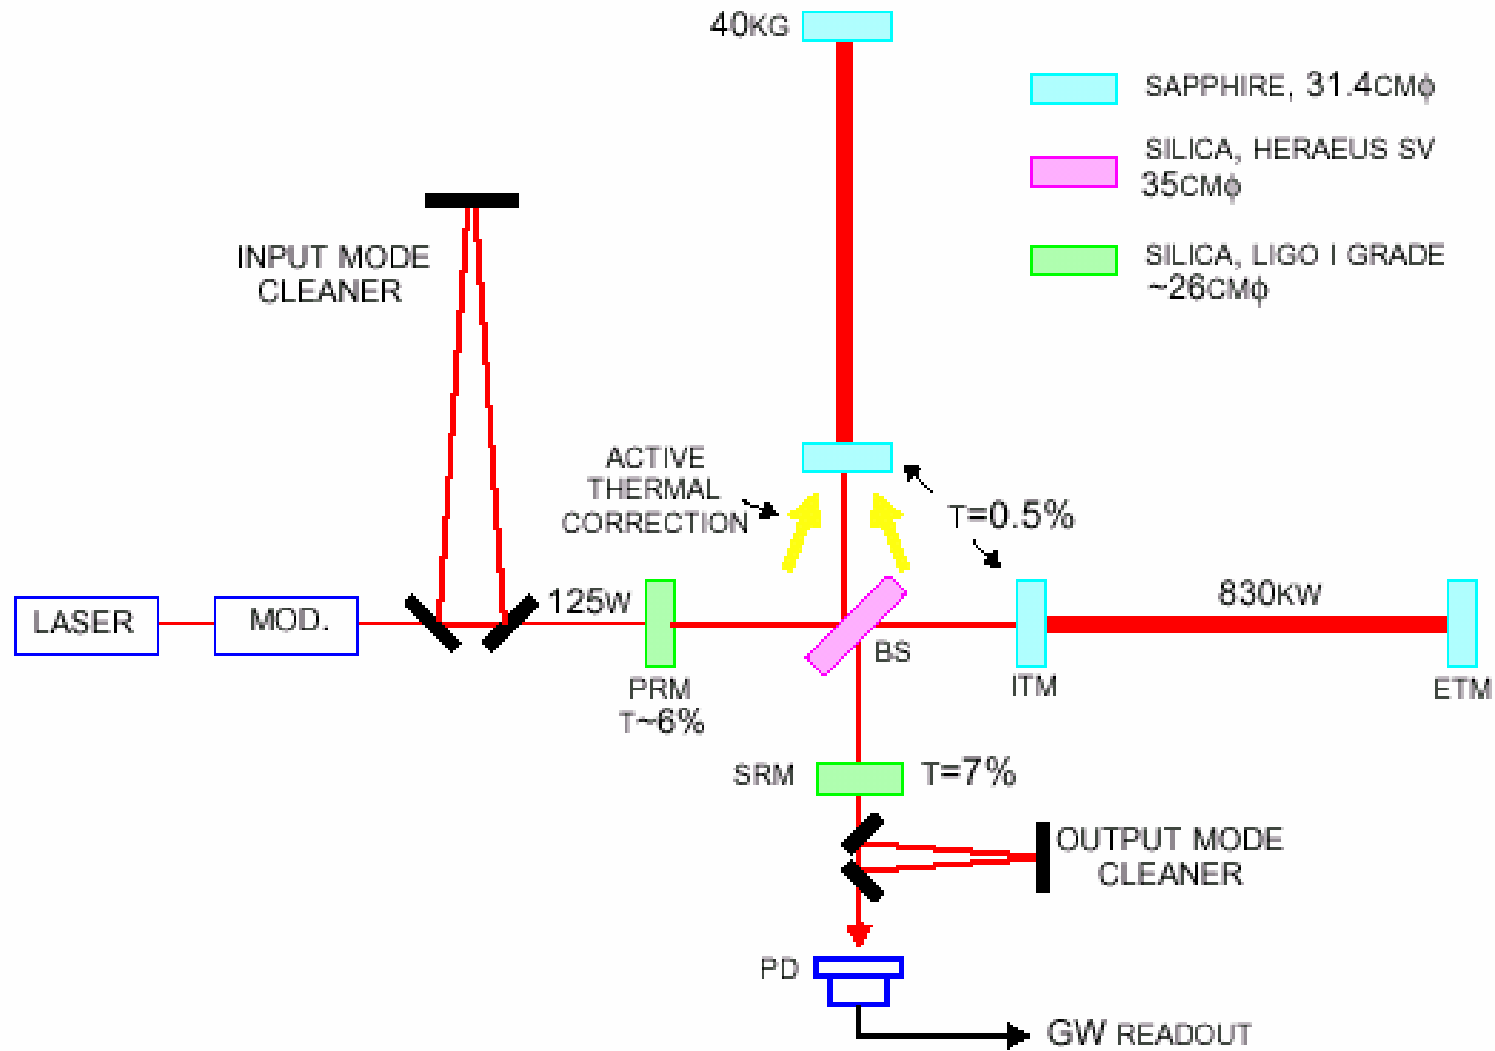 40KG
SAPPHIRE, 31.4CMϕ
SILICA, HERAEUS SV
35CMϕ
SILICA, LIGO I GRADE
~26CMϕ
INPUT MODE
CLEANER
ACTIVE
THERMAL
CORRECTION
T=0.5%
LASER
MOD.
125W
830KW
BS
PRM
T~6%
ITM
ETM
SRM
T=7%
OUTPUT MODE
CLEANER
PD
GW READOUT